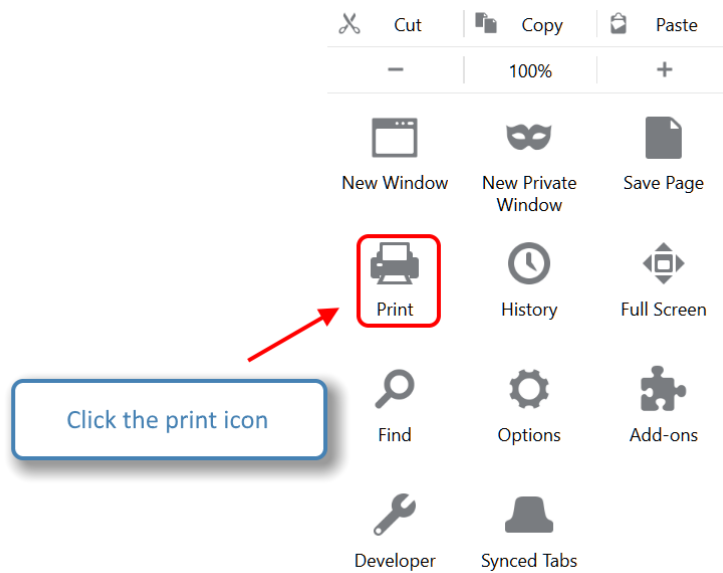 Cut Copy Paste
− 100% +
New Window New Private Window Save Page
Print History Full Screen
Click the print icon
Find Options Add-ons
Developer Synced Tabs